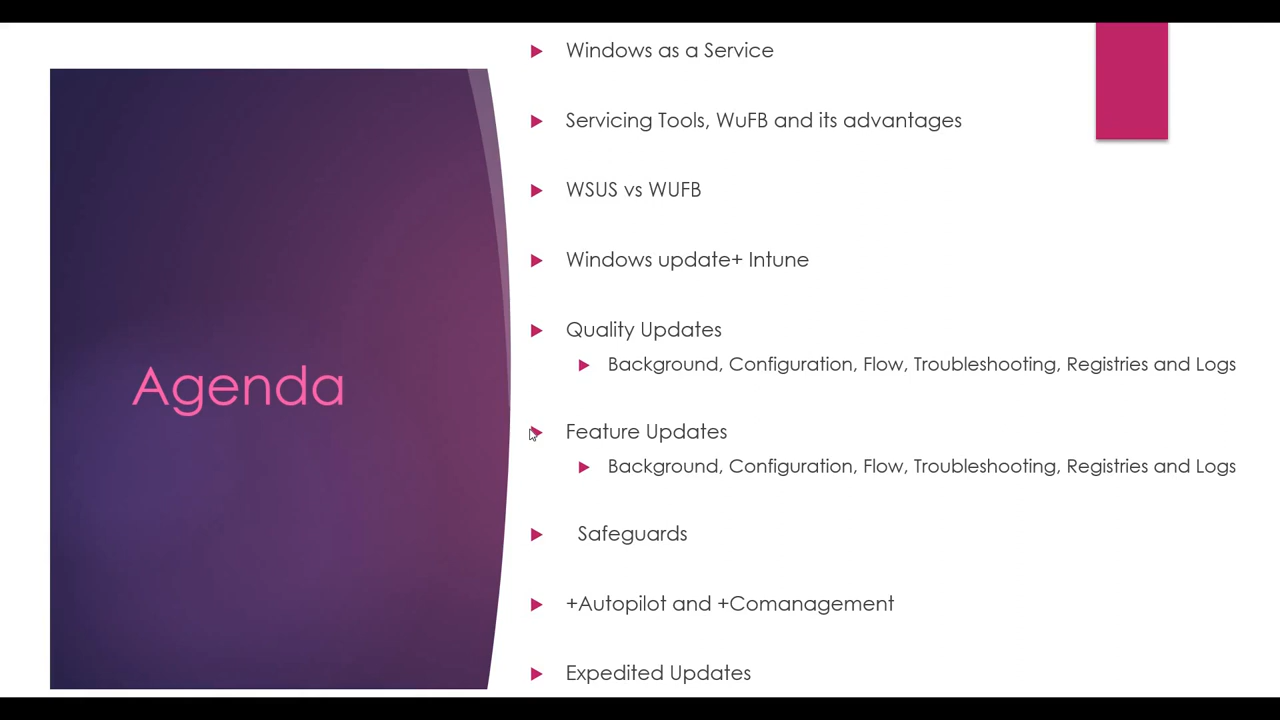 Agenda
Windows as a Service
Servicing Tools, WuFB and its advantages
WSUS vs WUFB
Windows update+ Intune
Quality Updates
Background, Configuration, Flow, Troubleshooting, Registries and Logs
Feature Updates
Background, Configuration, Flow, Troubleshooting, Registries and Logs
Safeguards
+Autopilot and +Comanagement
Expedited Updates